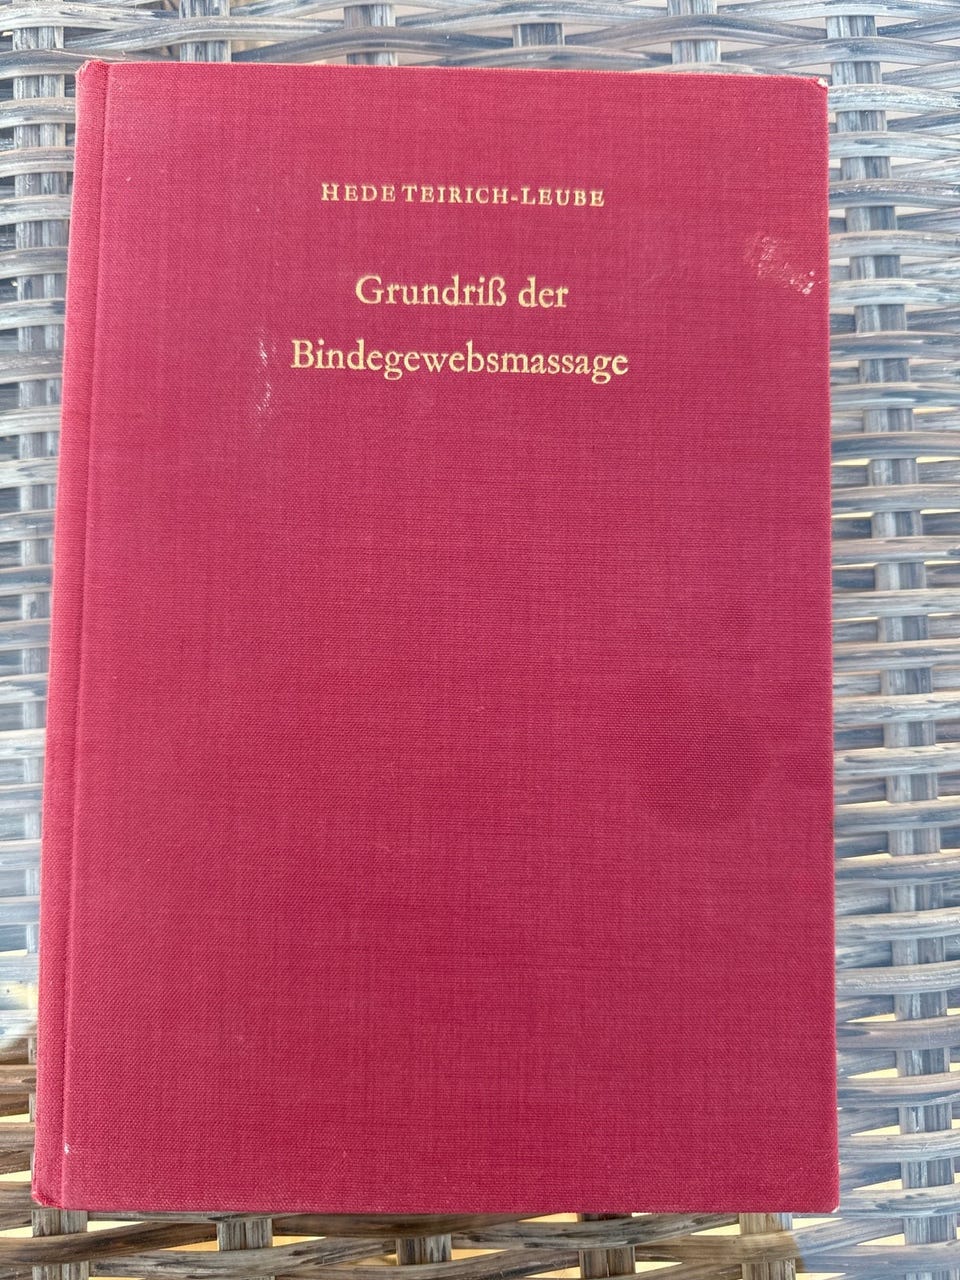 HEDE TEIRICH-LEUBE
Grundriß der
Bindegewebsmassage